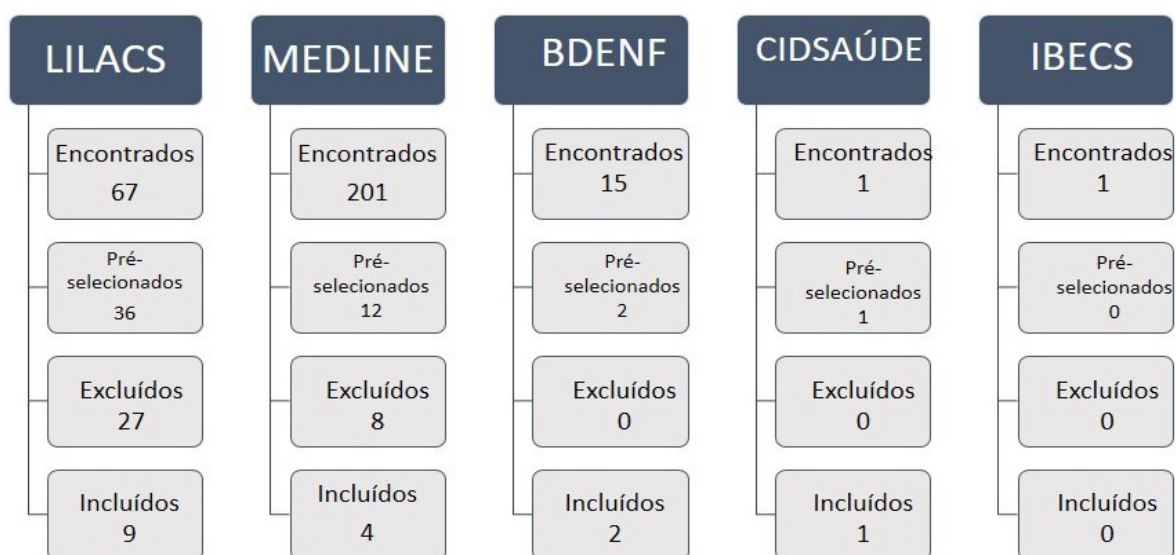 LILACS
Encontrados
67
Pré-
selecionados
36
Excluídos
27
Incluídos
9
MEDLINE
Encontrados
201
Pré-
selecionados
12
Excluídos
8
Incluídos
4
BDENF
Encontrados
15
Pré-
selecionados
2
Excluídos
0
Incluídos
2
CIDSAÚDE
Encontrados
1
Pré-
selecionados
1
Excluídos
0
Incluídos
1
IBECS
Encontrados
1
Pré-
selecionados
0
Excluídos
0
Incluídos
0